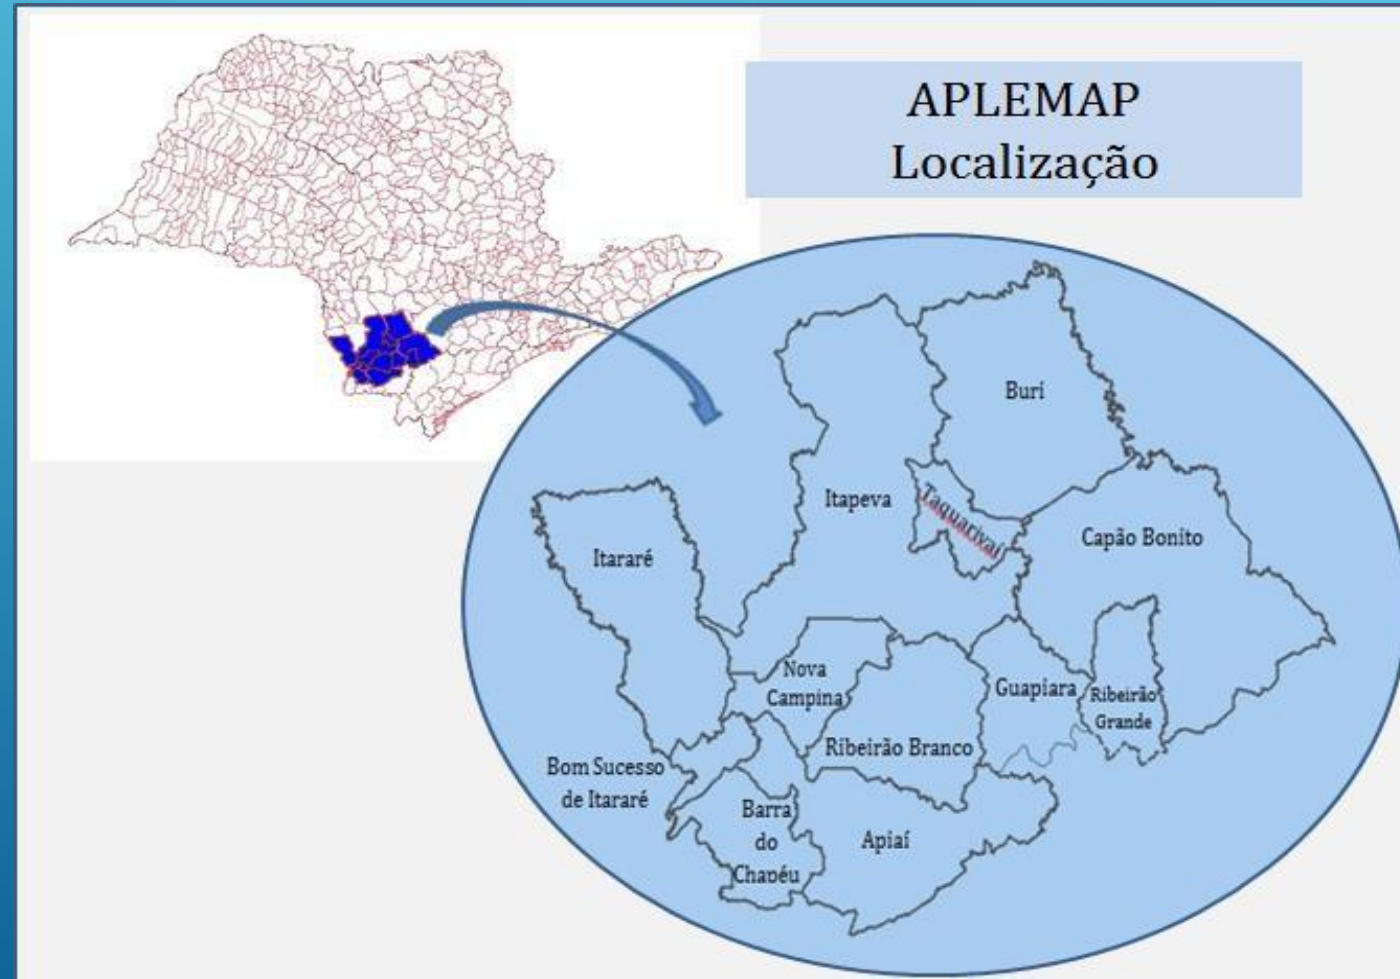 APLEMAP
Localização
Buri
Itapeva
Taquarivaí
Capão Bonito
Itararé
Nova
Campina
Guapiara
Ribeirão
Grande
Ribeirão Branco
Bom Sucesso
de Itararé
Barra
do
Chapéu
Apiaí